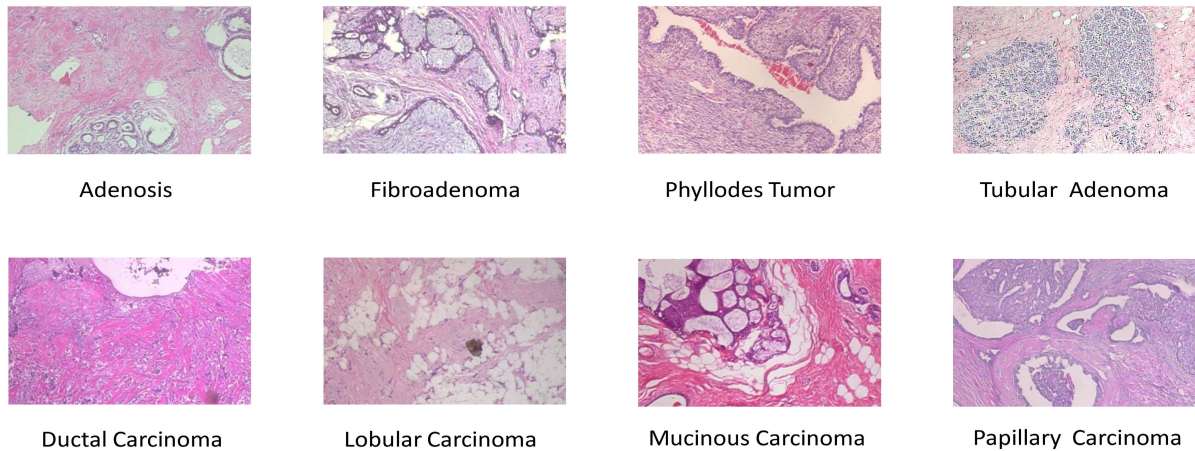 Adenosis
Fibroadenoma
Phyllodes Tumor
Tubular Adenoma
Ductal Carcinoma
Lobular Carcinoma
Mucinous Carcinoma
Papillary Carcinoma